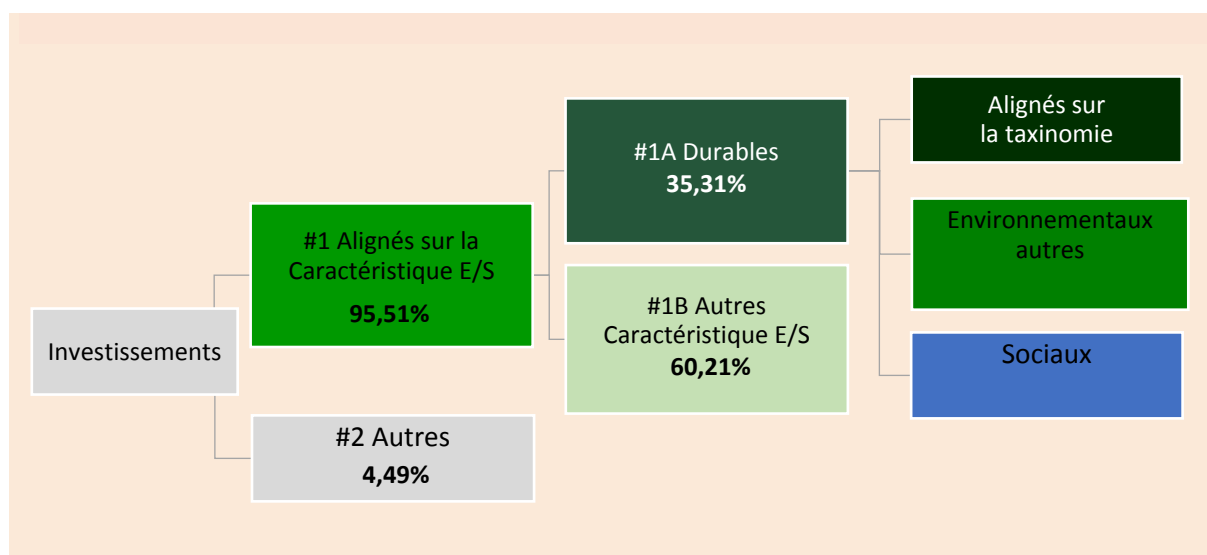 Investissements
#1 Alignés sur la
Caractéristique E/S
95,51%
#2 Autres
4,49%
#1A Durables
35,31%
#1B Autres
Caractéristique E/S
60,21%
Alignés sur
la taxinomie
Environnementaux
autres
Sociaux